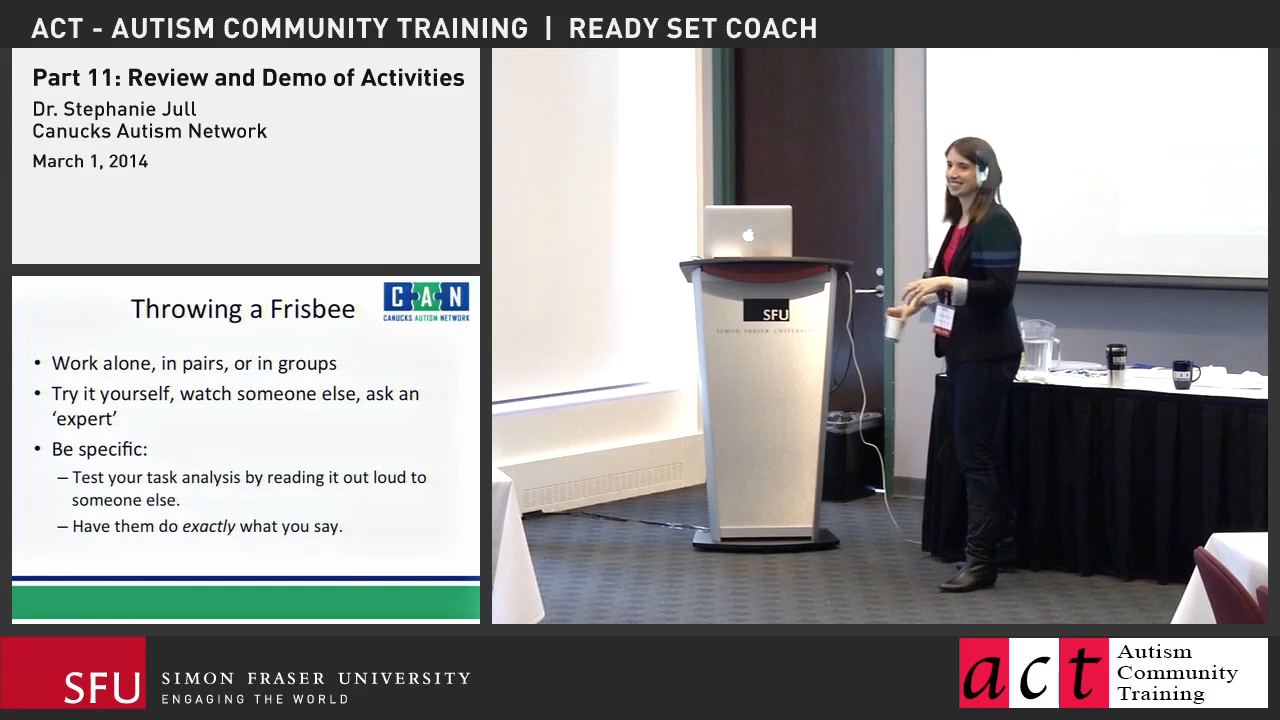 ACT - AUTISM COMMUNITY TRAINING | READY SET COACH
Part 11: Review and Demo of Activities
Dr. Stephanie Jull
Canucks Autism Network
March 1, 2014
Throwing a Frisbee
CAN
CANUCKS AUTISM NETWORK
• Work alone, in pairs, or in groups
• Try it yourself, watch someone else, ask an
‘expert’
• Be specific:
– Test your task analysis by reading it out loud to
someone else.
– Have them do exactly what you say.
SFU
SIMON FRASER UNIVERSITY
SFU
SIMON FRASER UNIVERSITY
ENGAGING THE WORLD
act
Autism
Community
Training